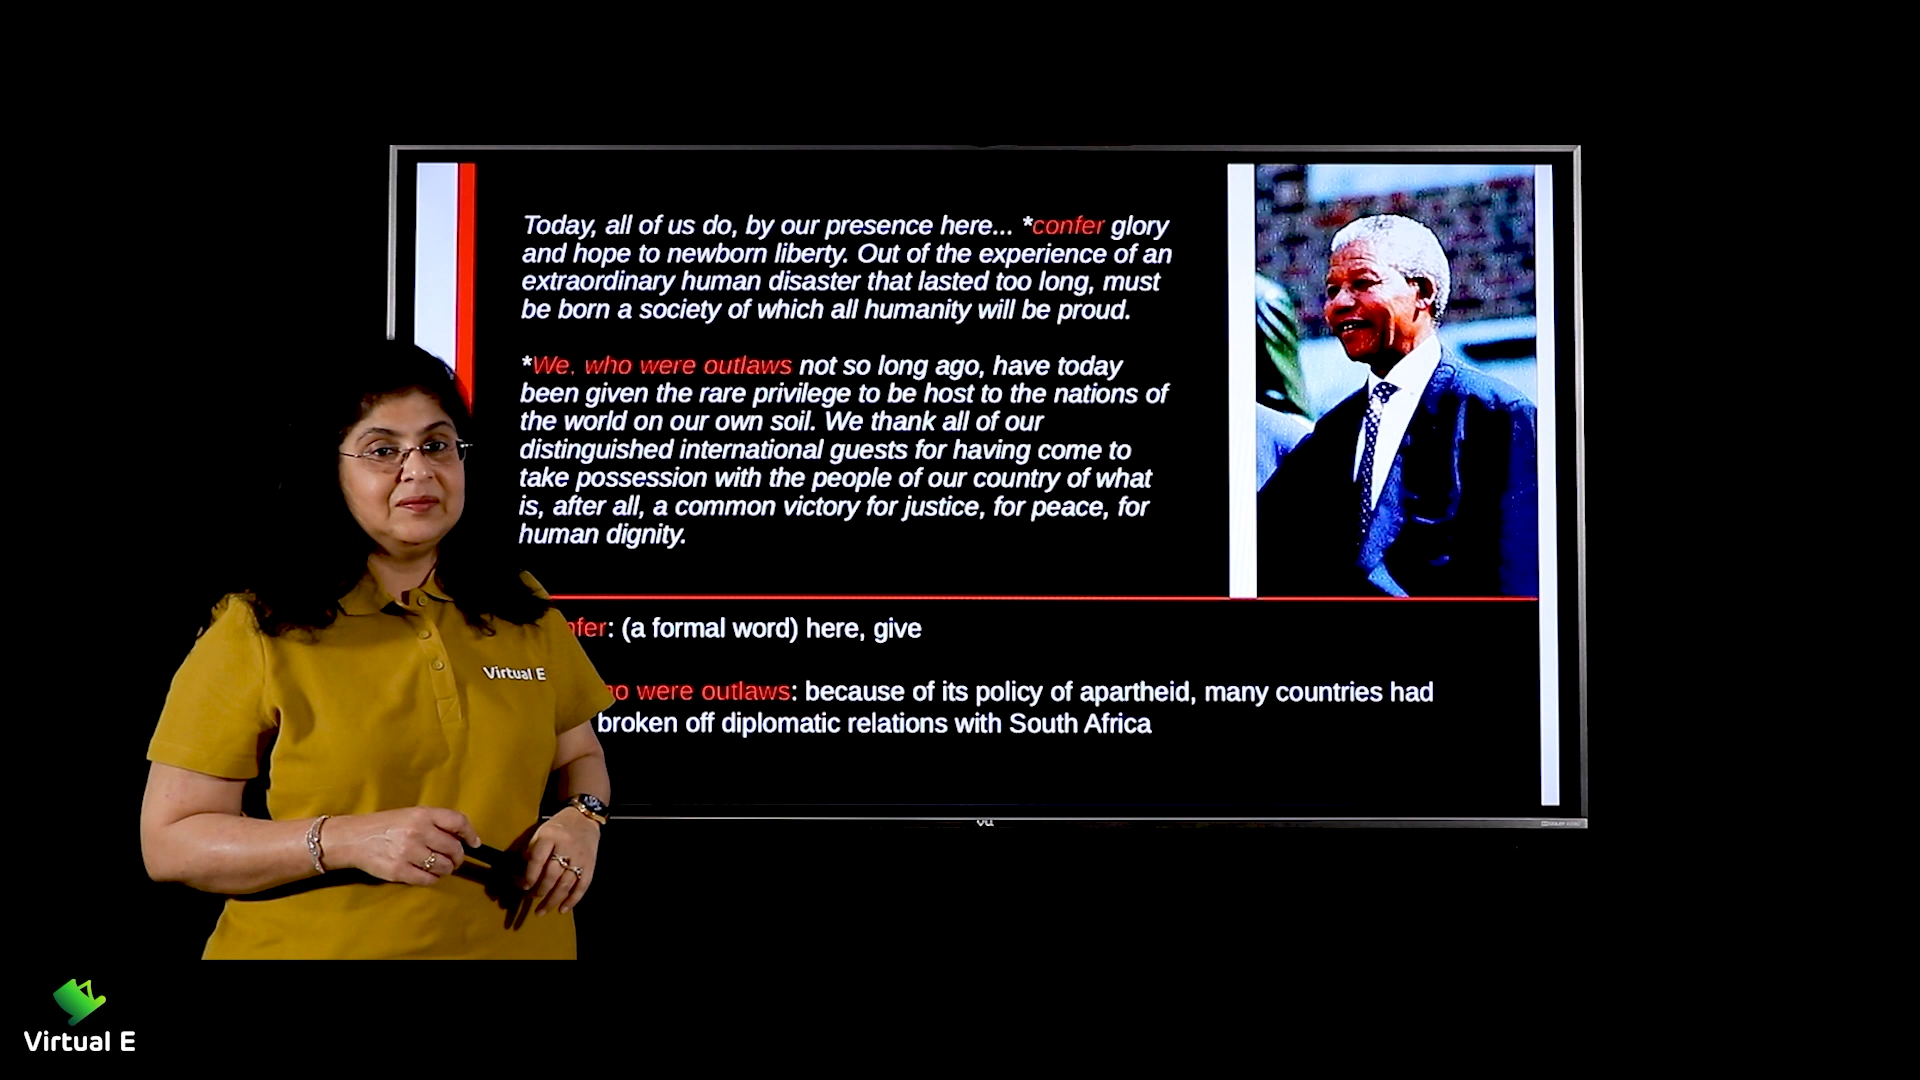 Today, all of us do, by our presence here... *confer glory
and hope to newborn liberty. Out of the experience of an
extraordinary human disaster that lasted too long, must
be born a society of which all humanity will be proud.
*We, who were outlaws not so long ago, have today
been given the rare privilege to be host to the nations of
the world on our own soil. We thank all of our
distinguished international guests for having come to
take possession with the people of our country of what
is, after all, a common victory for justice, for peace, for
human dignity.
nfer: (a formal word) here, give
ho were outlaws: because of its policy of apartheid, many countries had
broken off diplomatic relations with South Africa
Virtual E
Vu
Virtual E